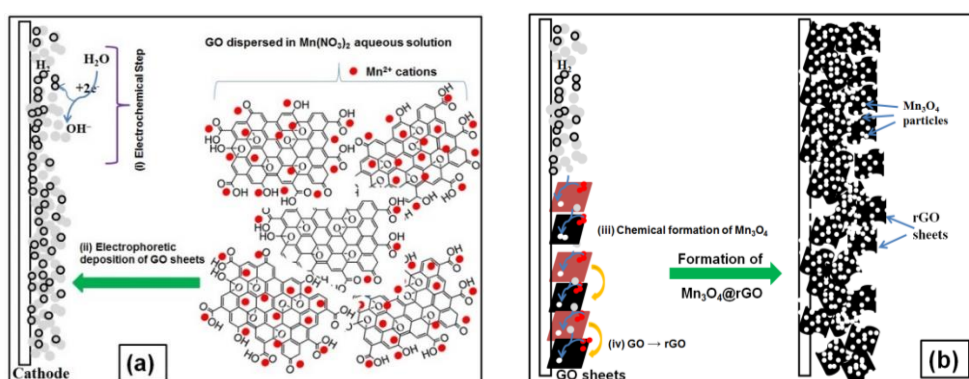 H₂
H₂O
+2e⁻
OH⁻
(i) Electrochemical Step
GO dispersed in Mn(NO₃)₂ aqueous solution
Mn²⁺ cations
(ii) Electrophoretic
deposition of GO sheets
Cathode
(a)
H₂
(iii) Chemical formation of Mn₃O₄
(iv) GO → rGO
GO sheets
Formation of
Mn₃O₄@rGO
Mn₃O₄
particles
rGO
sheets
(b)